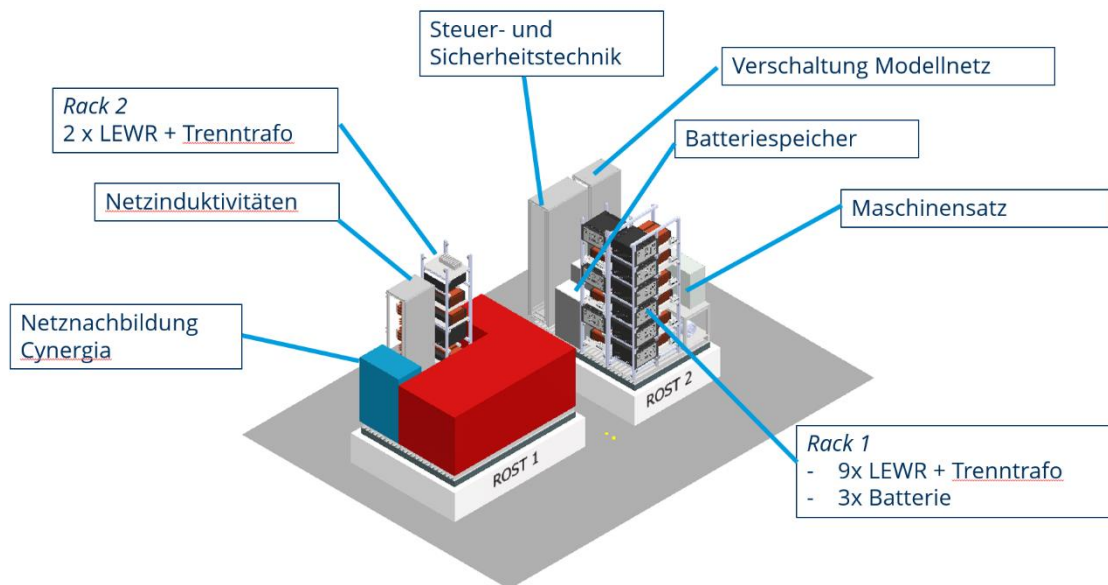 Steuer- und
Sicherheitstechnik
Verschaltung Modellnetz
Rack 2
2 x LEWR + Trenntrafo
Batteriespeicher
Netzinduktivitäten
Maschinensatz
Netznachbildung
Cynergia
ROST 2
ROST 1
Rack 1
- 9x LEWR + Trenntrafo
- 3x Batterie